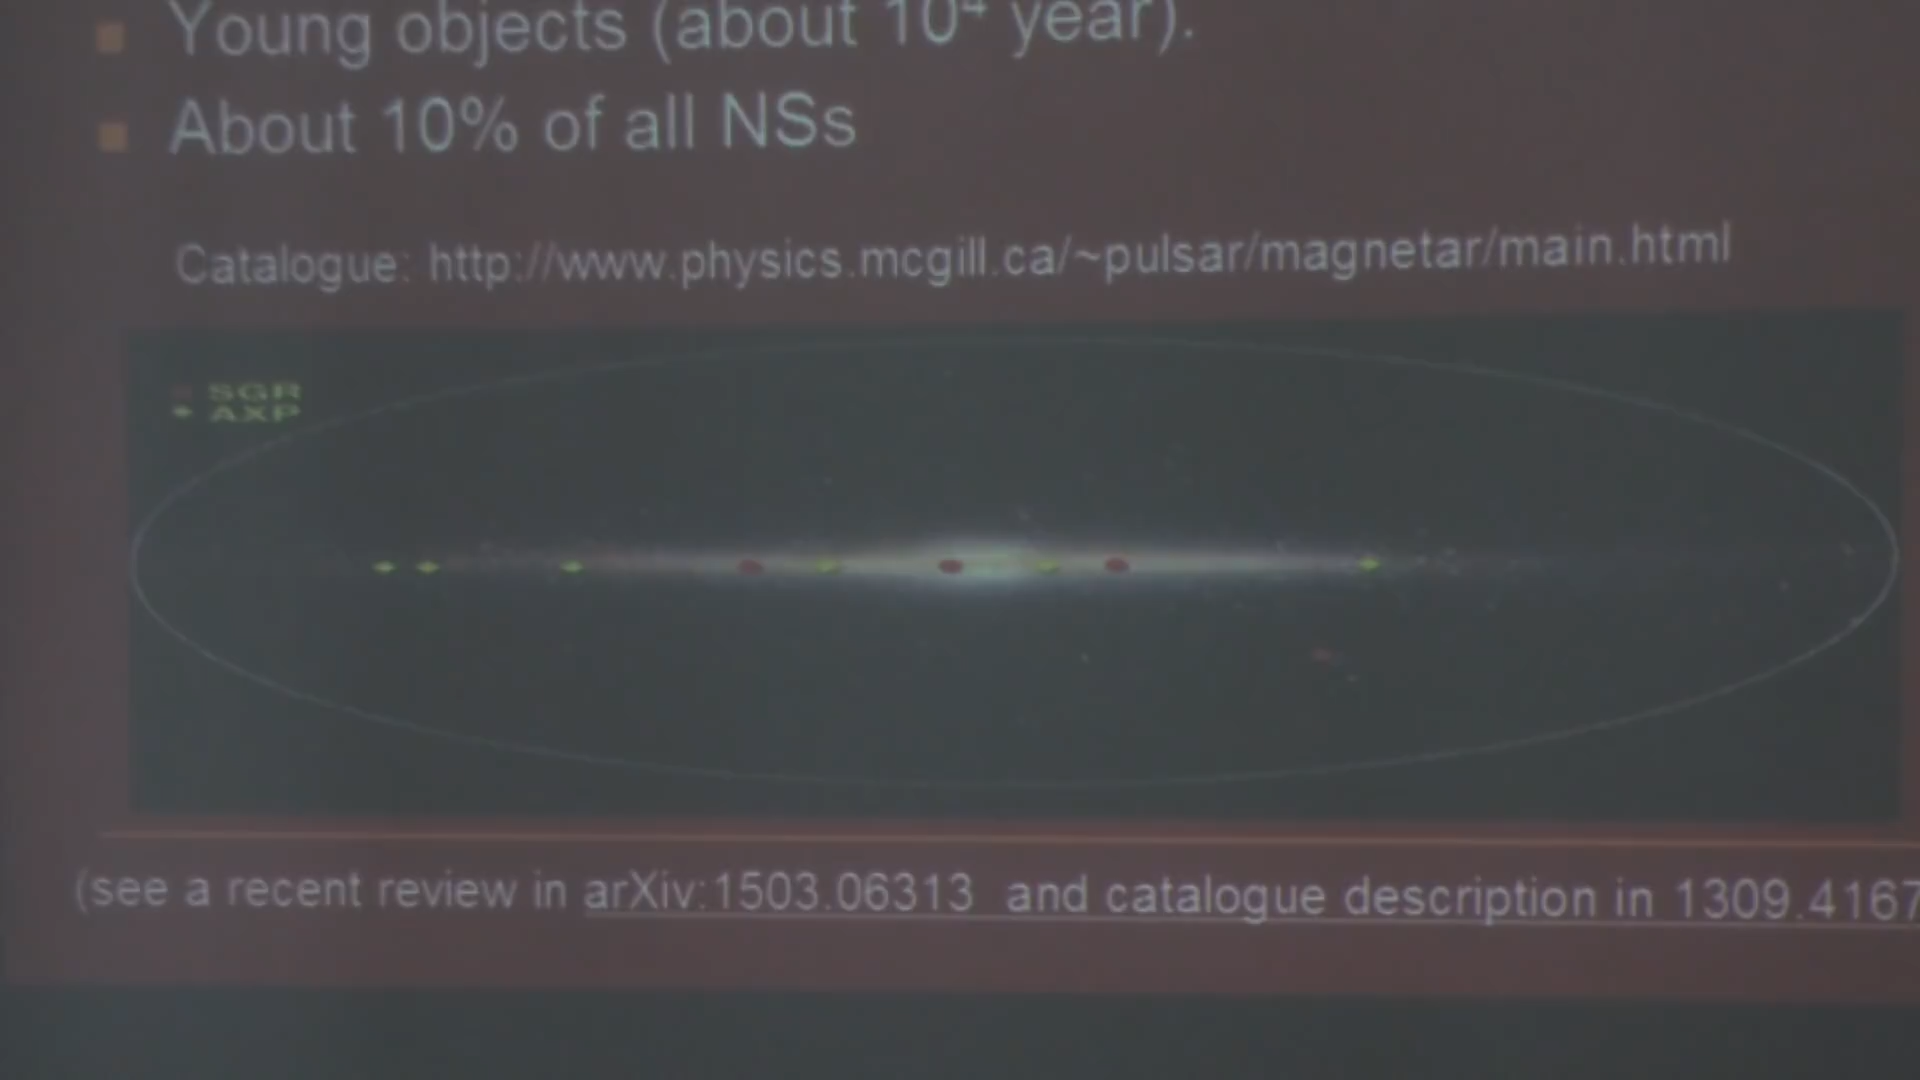 Young objects (about 10⁴ year).
About 10% of all NSs
Catalogue: http://www.physics.mcgill.ca/~pulsar/magnetar/main.html
SGR
AXP
(see a recent review in arXiv:1503.06313 and catalogue description in 1309.4167